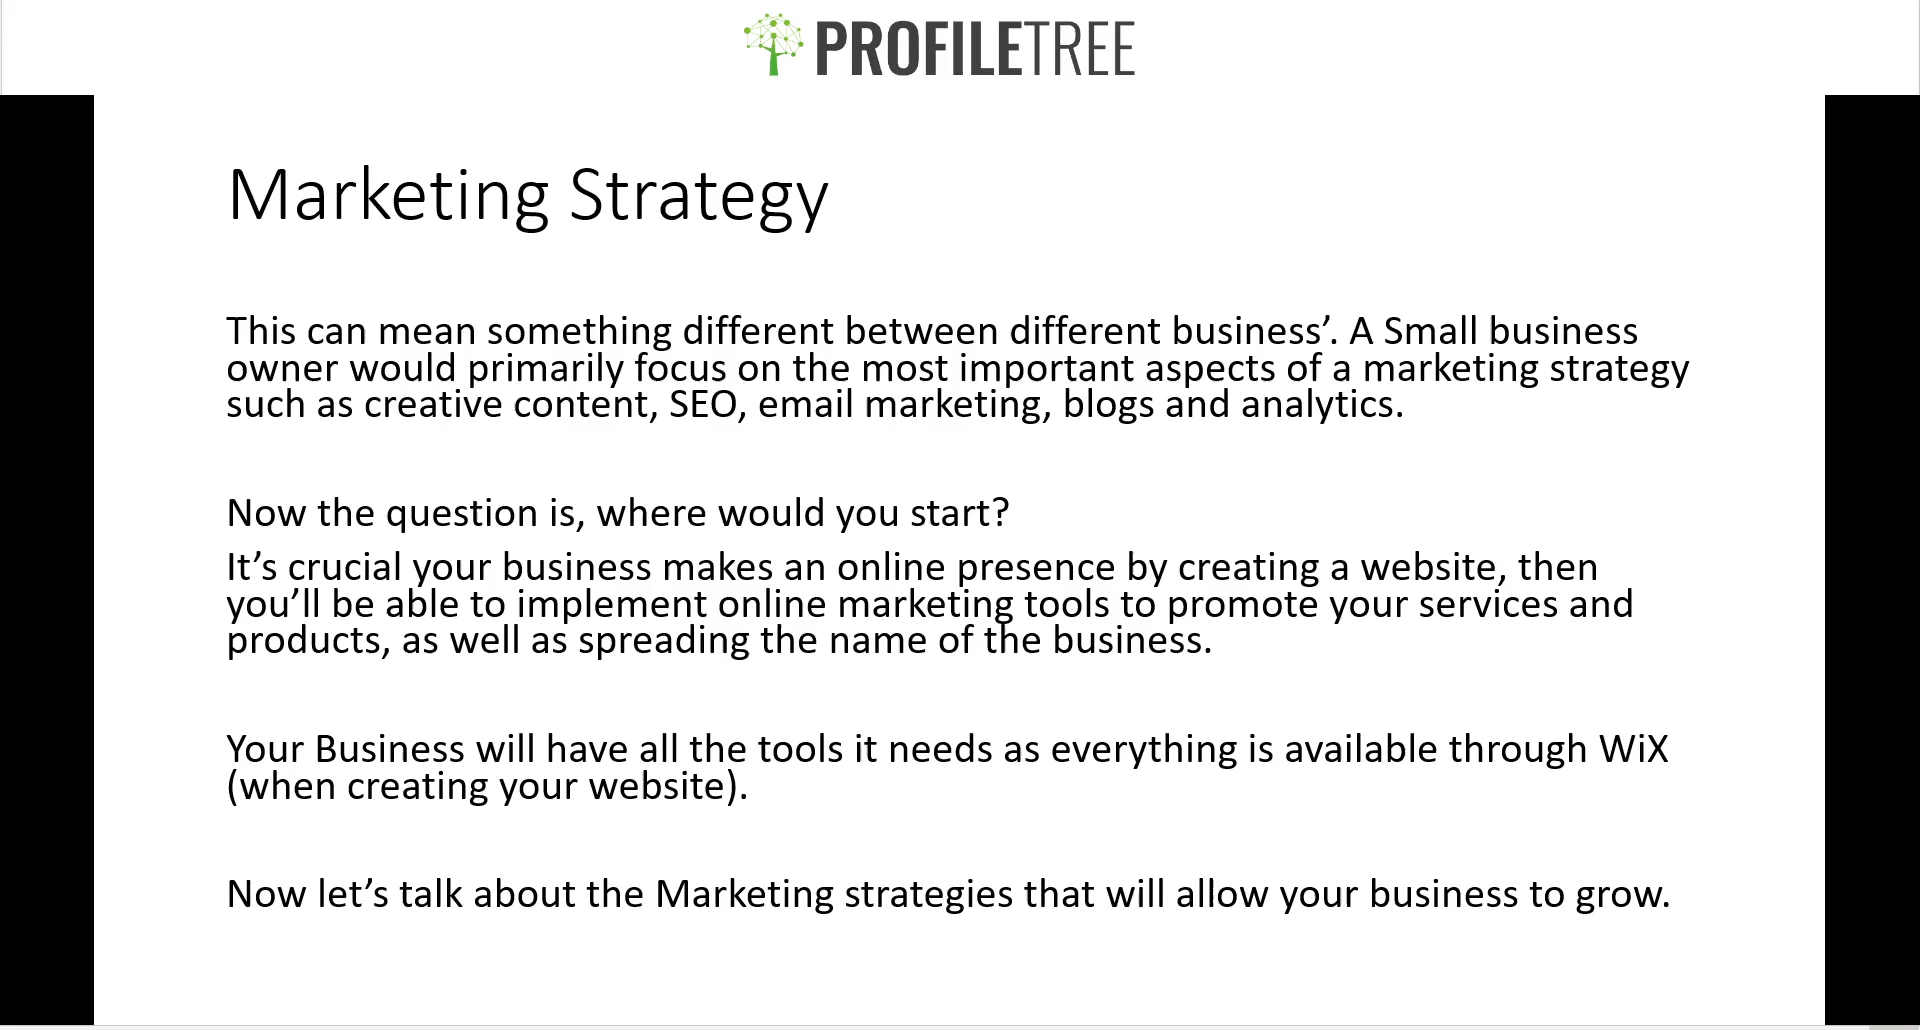 PROFILETREE
Marketing Strategy
This can mean something different between different business’. A Small business
owner would primarily focus on the most important aspects of a marketing strategy
such as creative content, SEO, email marketing, blogs and analytics.
Now the question is, where would you start?
It’s crucial your business makes an online presence by creating a website, then
you’ll be able to implement online marketing tools to promote your services and
products, as well as spreading the name of the business.
Your Business will have all the tools it needs as everything is available through WiX
(when creating your website).
Now let’s talk about the Marketing strategies that will allow your business to grow.